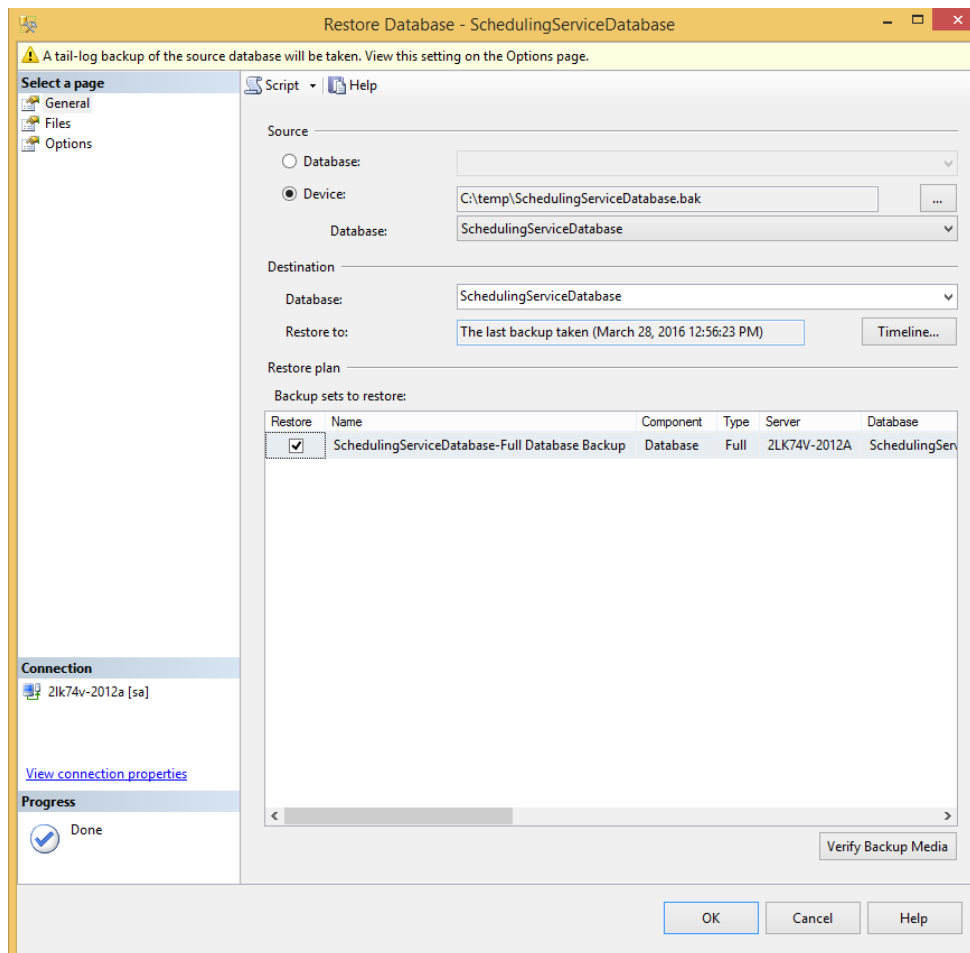 Restore Database - SchedulingServiceDatabase
A tail-log backup of the source database will be taken. View this setting on the Options page.
Select a page
General
Files
Options
Script Help
Source
Database:
Device: C:\temp\SchedulingServiceDatabase.bak ...
Database: SchedulingServiceDatabase
Destination
Database: SchedulingServiceDatabase
Restore to: The last backup taken (March 28, 2016 12:56:23 PM) Timeline...
Restore plan
Backup sets to restore:
Restore Name Component Type Server Database
SchedulingServiceDatabase-Full Database Backup Database Full 2LK74V-2012A SchedulingServ
Connection
2lk74v-2012a [sa]
View connection properties
Progress
Done
Verify Backup Media
OK Cancel Help